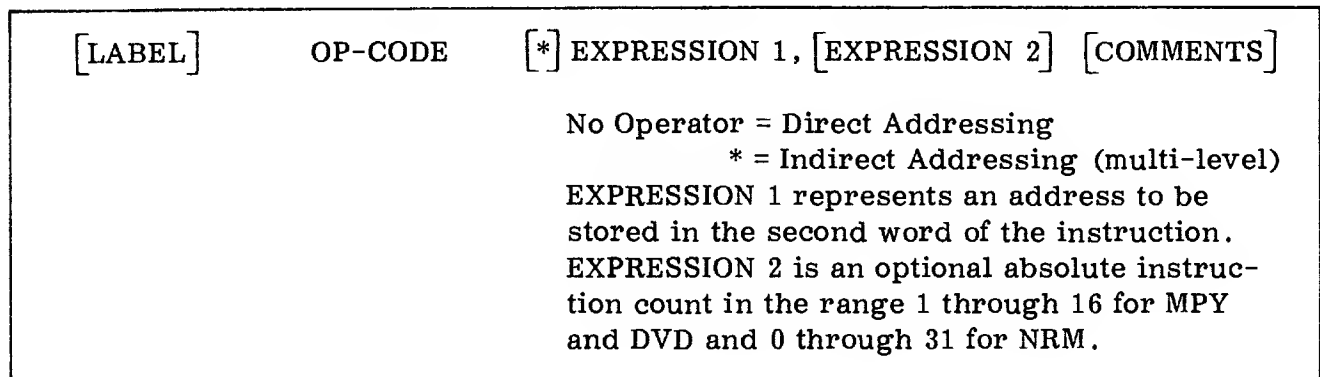 [LABEL] OP-CODE [*] EXPRESSION 1, [EXPRESSION 2] [COMMENTS]
No Operator = Direct Addressing
* = Indirect Addressing (multi-level)
EXPRESSION 1 represents an address to be
stored in the second word of the instruction.
EXPRESSION 2 is an optional absolute instruc-
tion count in the range 1 through 16 for MPY
and DVD and 0 through 31 for NRM.